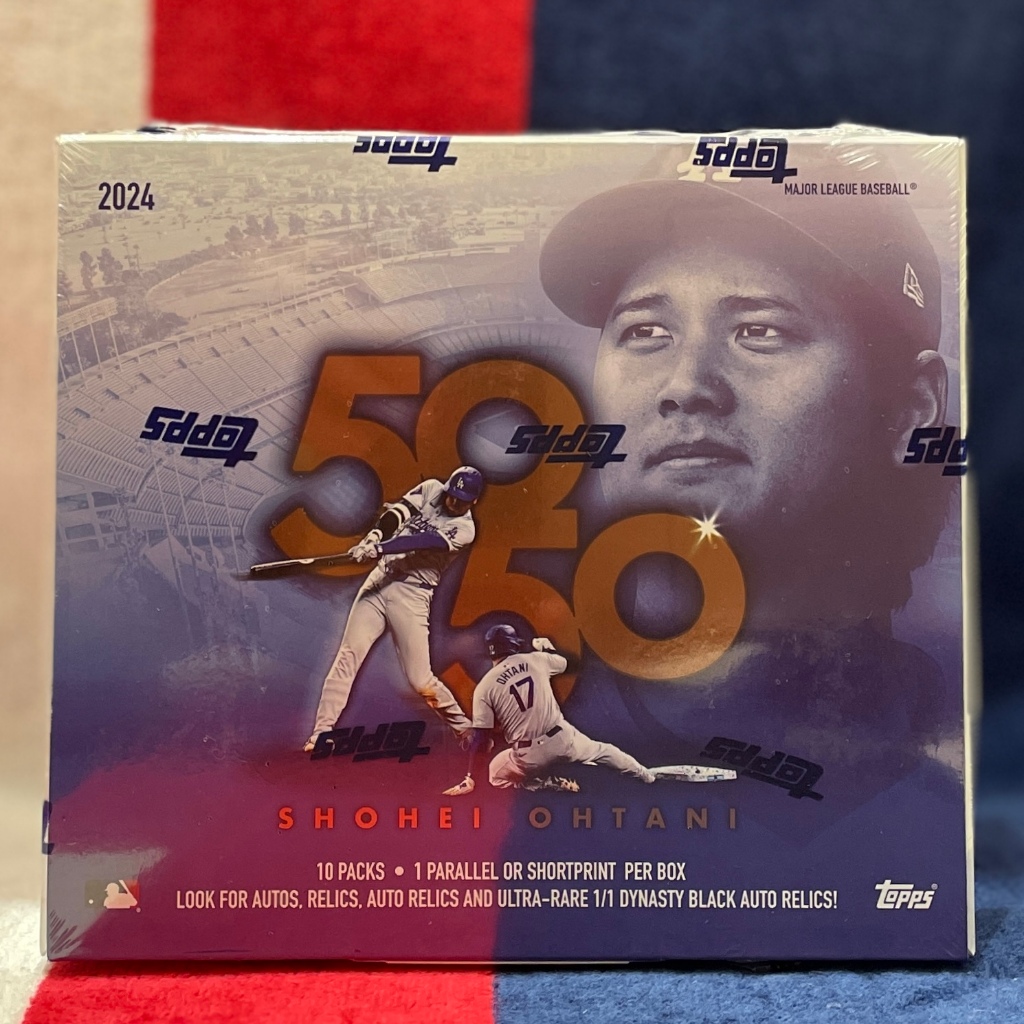 Topps
Topps
2024
MAJOR LEAGUE BASEBALL®
50
Topps
Topps
Top
50
OHTANI
17
Topps
Topps
SHOHEI OHTANI
10 PACKS • 1 PARALLEL OR SHORTPRINT PER BOX
LOOK FOR AUTOS, RELICS, AUTO RELICS AND ULTRA-RARE 1/1 DYNASTY BLACK AUTO RELICS!
Topps®